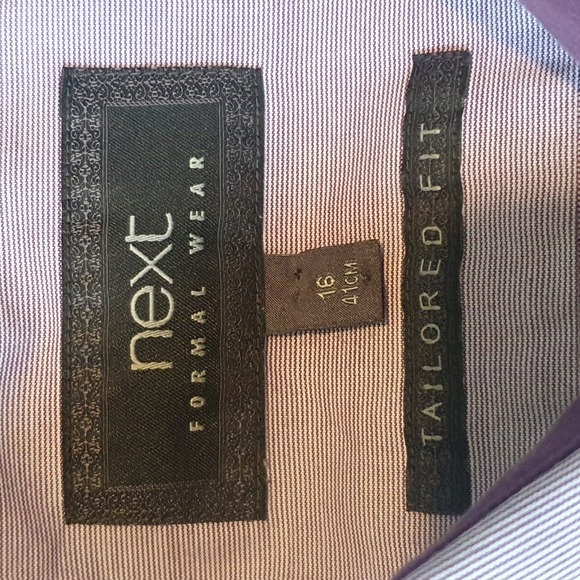 next
FORMAL WEAR
16
41CM
TAILORED FIT